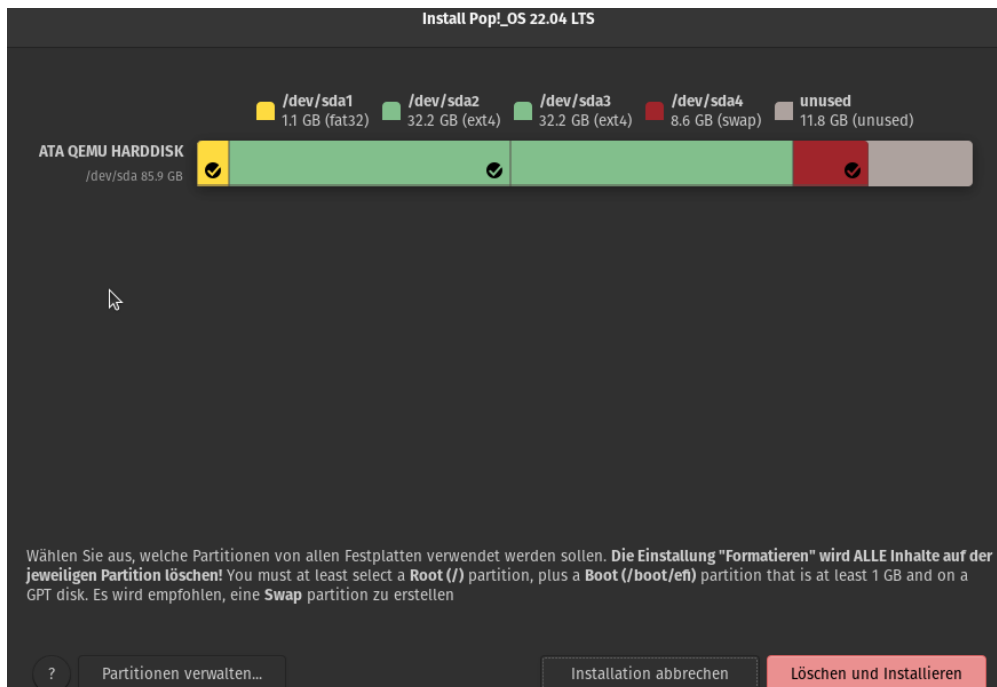 Install Pop!_OS 22.04 LTS
/dev/sda1
1.1 GB (fat32)
/dev/sda2
32.2 GB (ext4)
/dev/sda3
32.2 GB (ext4)
/dev/sda4
8.6 GB (swap)
unused
11.8 GB (unused)
ATA QEMU HARDDISK
/dev/sda 85.9 GB
Wählen Sie aus, welche Partitionen von allen Festplatten verwendet werden sollen. Die Einstellung "Formatieren" wird ALLE Inhalte auf der
jeweiligen Partition löschen! You must at least select a Root (/) partition, plus a Boot (/boot/efi) partition that is at least 1 GB and on a
GPT disk. Es wird empfohlen, eine Swap partition zu erstellen
?
Partitionen verwalten...
Installation abbrechen
Löschen und Installieren